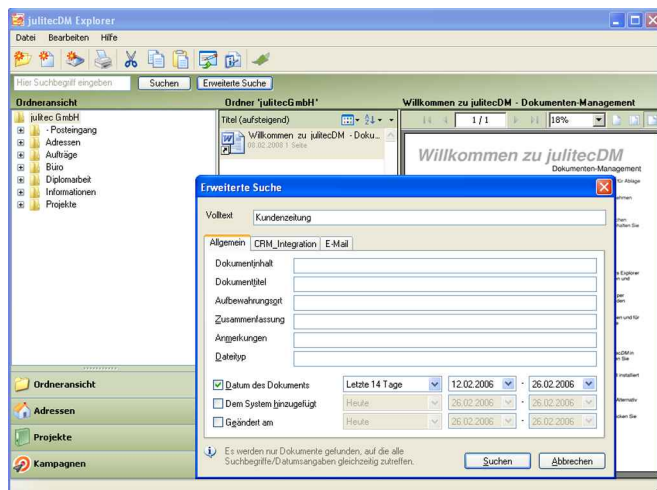 julitecDM Explorer
Datei Bearbeiten Hilfe
Hier Suchbegriff eingeben Suchen Erweiterte Suche
Ordneransicht Ordner 'julitecGmbH' Willkommen zu julitecDM - Dokumenten-Management
julitec GmbH Titel (aufsteigend) 1 / 1 18%
- Posteingang Willkommen zu julitecDM - Doku...
1 Seite
Adressen
Aufträge
Büro
Diplomarbeit
Informationen
Projekte
Willkommen zu julitecDM
Dokumenten-Management
Erweiterte Suche
Volltext Kundenzeitung
Allgemein CRM_Integration E-Mail
Dokumentinhalt
Dokumenttitel
Aufbewahrungsort
Zusammenfassung
Anmerkungen
Dateityp
Datum des Dokuments Letzte 14 Tage 12.02.2006 - 26.02.2006
Dem System hinzugefügt Heute 26.02.2006 - 26.02.2006
Geändert am Heute 26.02.2006 - 26.02.2006
Es werden nur Dokumente gefunden, auf die alle
Suchbegriffe/Datumsangaben gleichzeitig zutreffen.
Suchen Abbrechen
Ordneransicht
Adressen
Projekte
Kampagnen